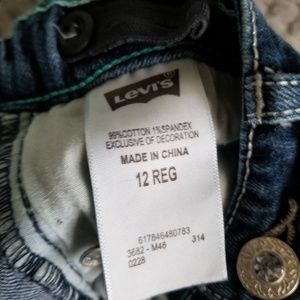 Levi's
®
99%COTTON 1%SPANDEX
EXCLUSIVE OF DECORATION
MADE IN CHINA
12 REG
617846480783
3682 - M46 314
0228